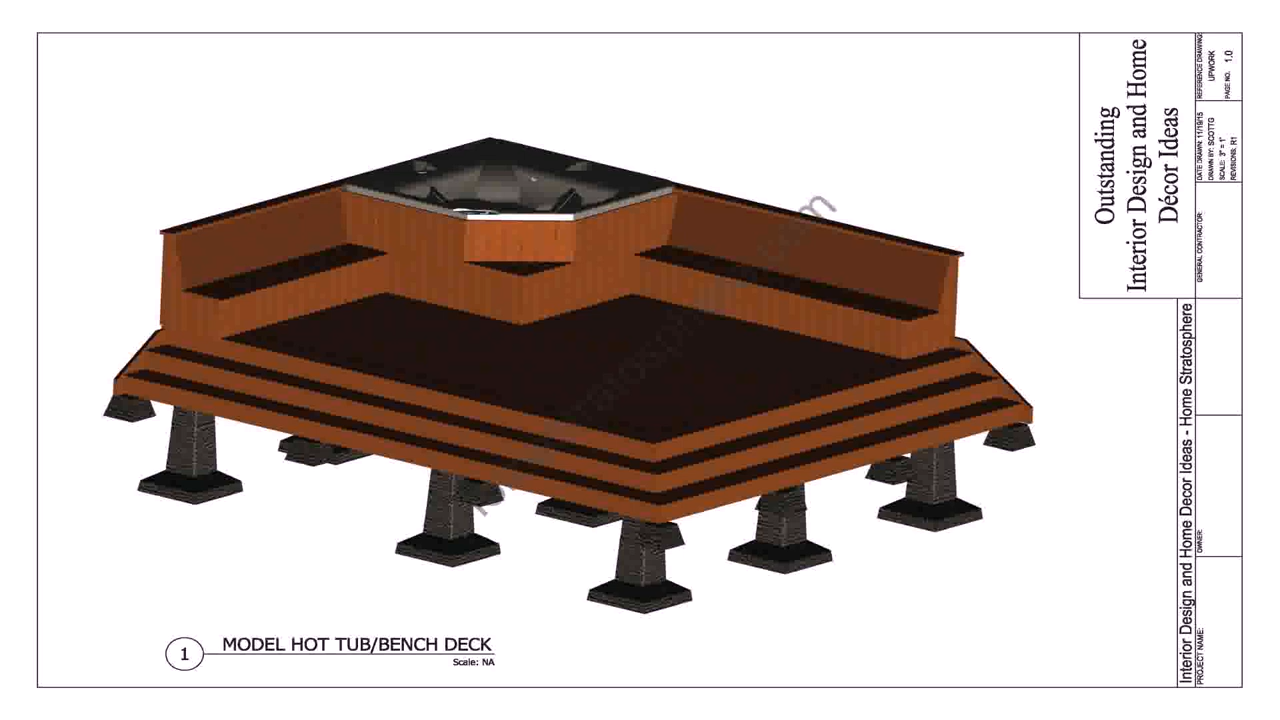 Outstanding
Interior Design and Home
Décor Ideas
REFERENCE DRAWING:
UPWORK
PAGE NO. 1.0
DATE DRAWN: 11/19/15
DRAWN BY: SCOTTG
SCALE: 3" = 1'
REVISIONS: R1
GENERAL CONTRACTOR:
Interior Design and Home Decor Ideas - Home Stratosphere
OWNER:
PROJECT NAME:
1
MODEL HOT TUB/BENCH DECK
Scale: NA